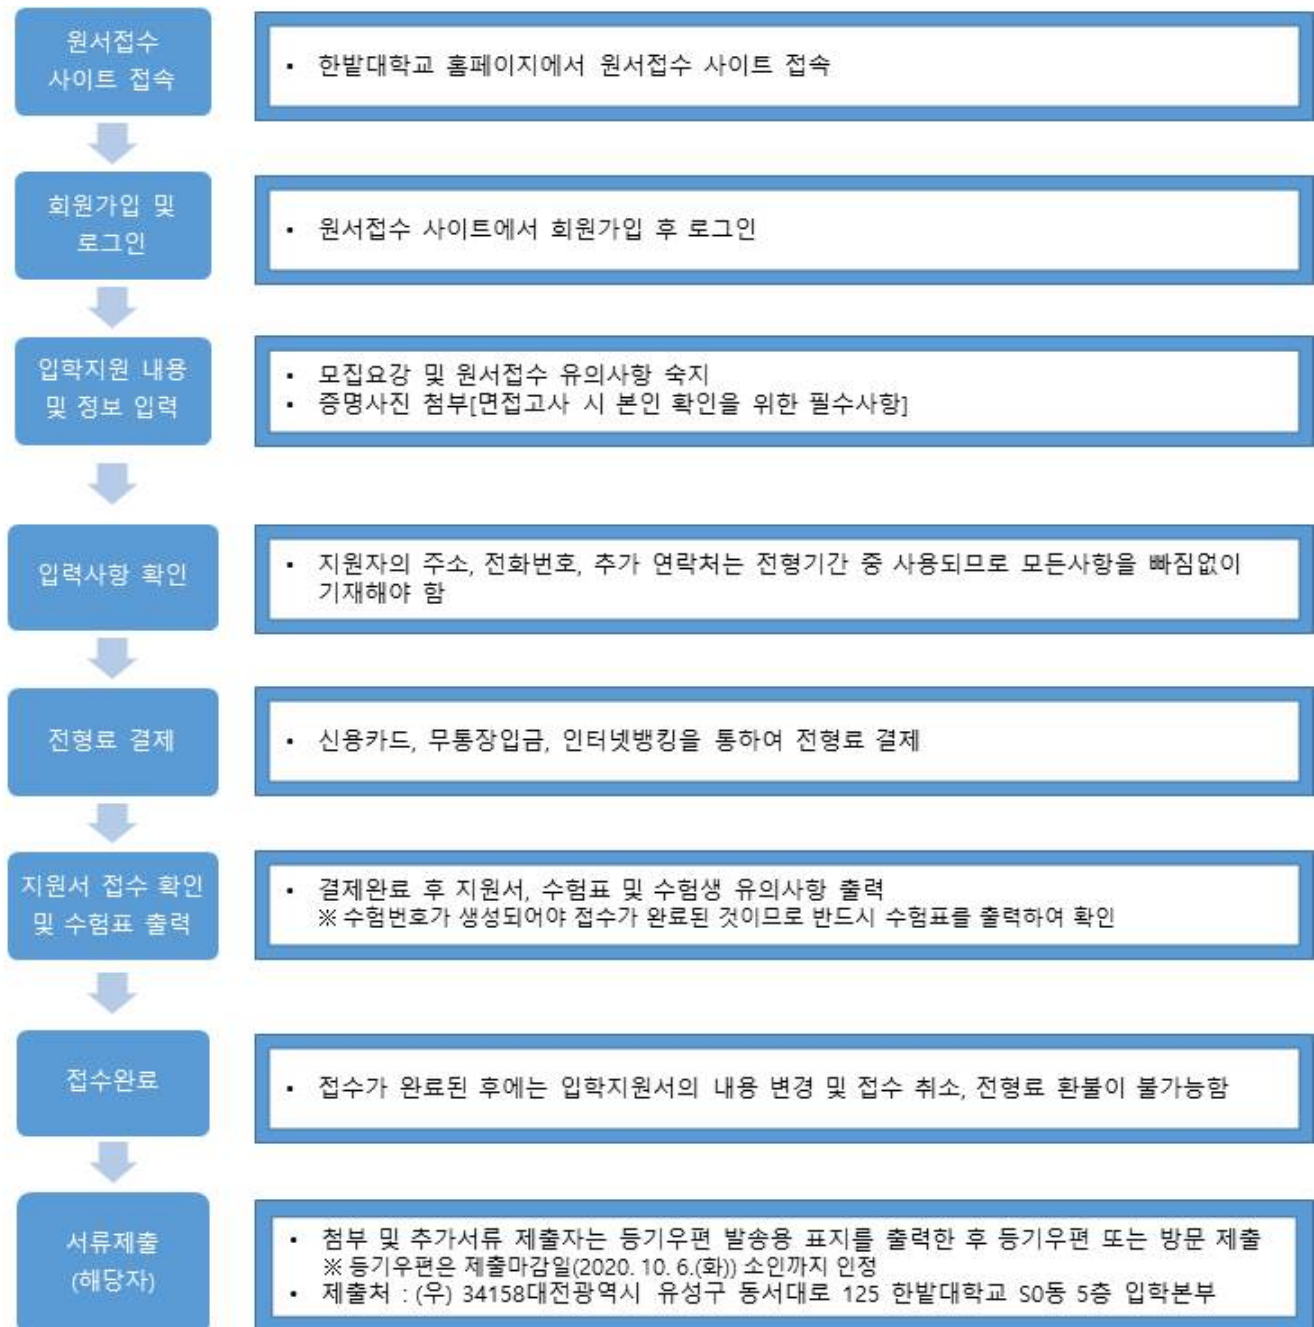 원서접수
사이트 접속
• 한밭대학교 홈페이지에서 원서접수 사이트 접속
회원가입 및
로그인
• 원서접수 사이트에서 회원가입 후 로그인
입학지원 내용
및 정보 입력
• 모집요강 및 원서접수 유의사항 숙지
• 증명사진 첨부[면접고사 시 본인 확인을 위한 필수사항]
입력사항 확인
• 지원자의 주소, 전화번호, 추가 연락처는 전형기간 중 사용되므로 모든사항을 빠짐없이
기재해야 함
전형료 결제
• 신용카드, 무통장입금, 인터넷뱅킹을 통하여 전형료 결제
지원서 접수 확인
및 수험표 출력
• 결제완료 후 지원서, 수험표 및 수험생 유의사항 출력
※ 수험번호가 생성되어야 접수가 완료된 것이므로 반드시 수험표를 출력하여 확인
접수완료
• 접수가 완료된 후에는 입학지원서의 내용 변경 및 접수 취소, 전형료 환불이 불가능함
서류제출
(해당자)
• 첨부 및 추가서류 제출자는 등기우편 발송용 표지를 출력한 후 등기우편 또는 방문 제출
※ 등기우편은 제출마감일(2020. 10. 6.(화)) 소인까지 인정
• 제출처 : (우) 34158대전광역시 유성구 동서대로 125 한밭대학교 S0동 5층 입학본부